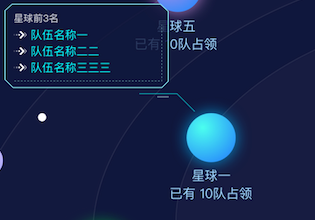 星球前3名
队伍名称一
队伍名称二二
队伍名称三三三
星球五
已有 0队占领
星球一
已有 10队占领